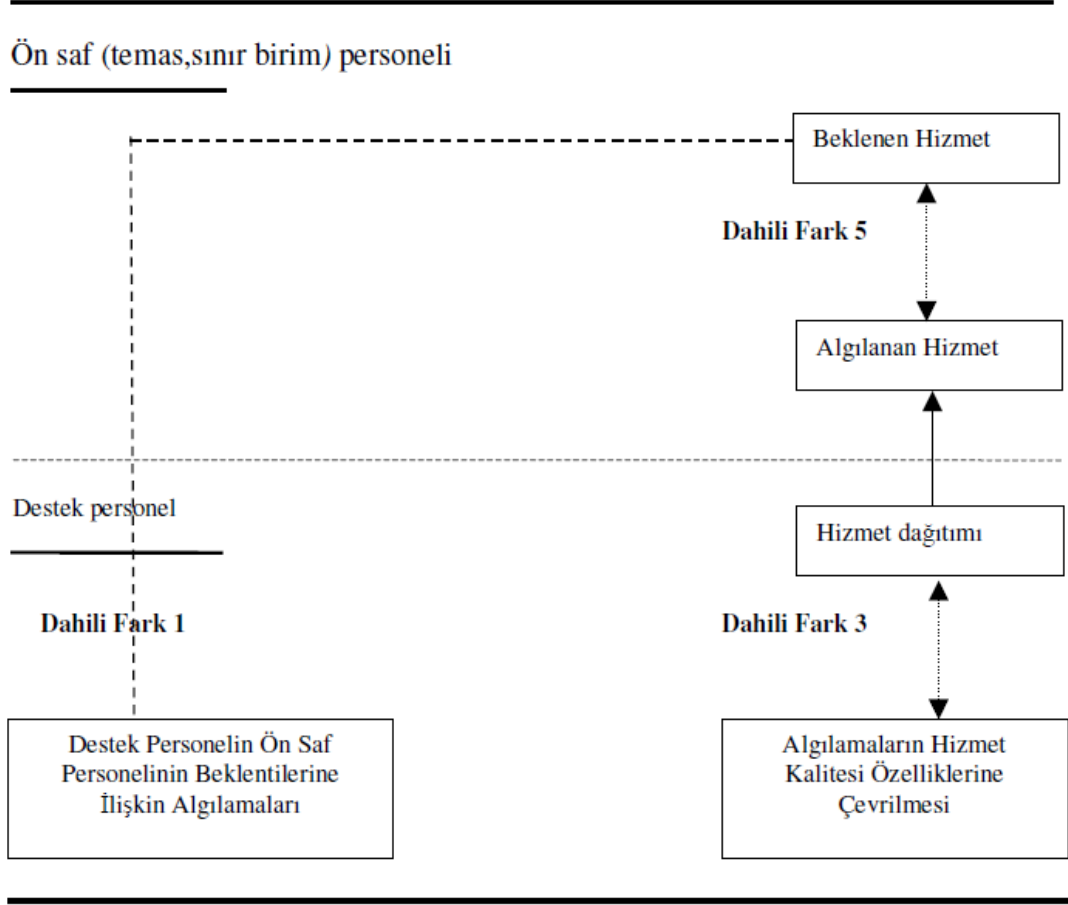 Ön saf (temas,sınır birim) personeli
Beklenen Hizmet
Dahili Fark 5
Algılanan Hizmet
Destek personel
Hizmet dağıtımı
Dahili Fark 1
Dahili Fark 3
Destek Personelin Ön Saf
Personelinin Beklentilerine
İlişkin Algılamaları
Algılamaların Hizmet
Kalitesi Özelliklerine
Çevrilmesi